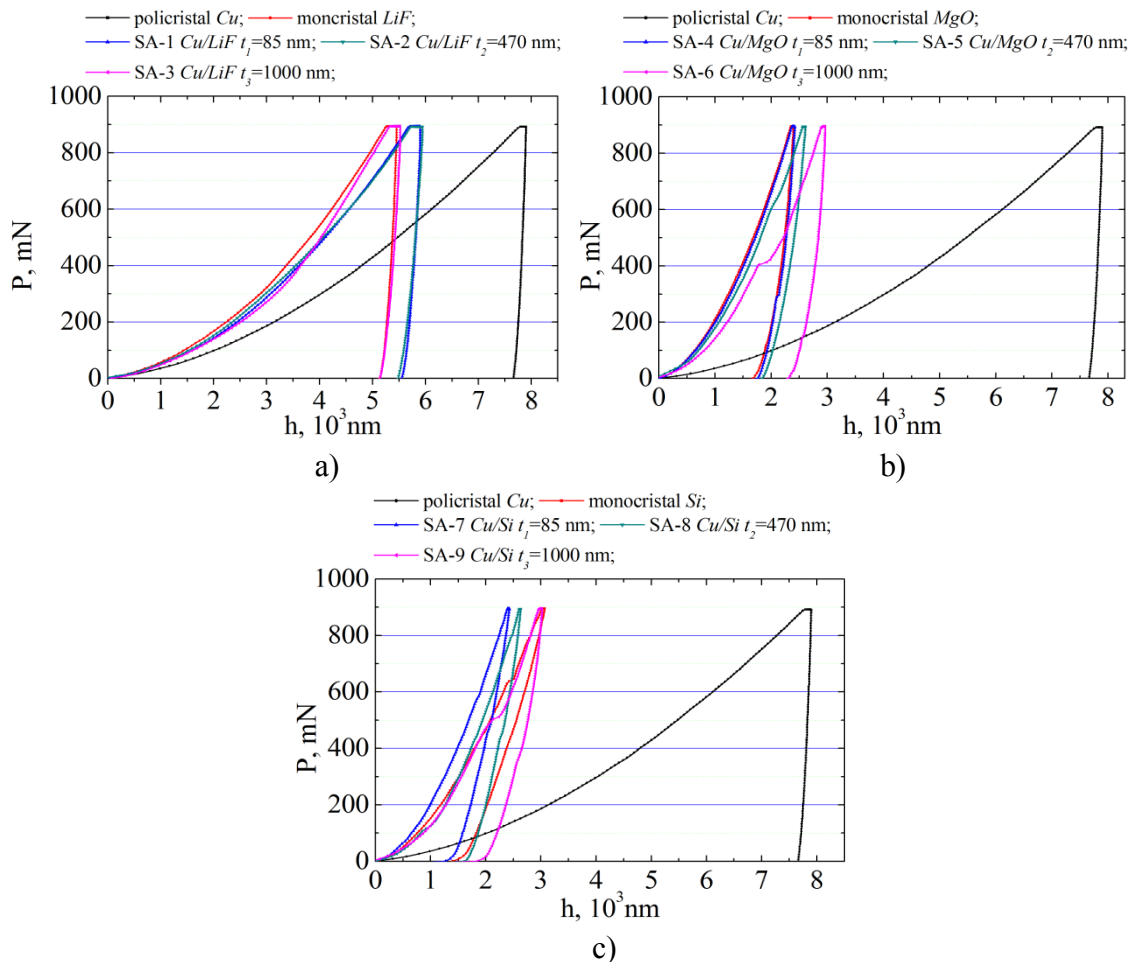 policristal Cu; moncristal LiF;
SA-1 Cu/LiF t₁=85 nm; SA-2 Cu/LiF t₂=470 nm;
SA-3 Cu/LiF t₃=1000 nm;
1000
800
600
400
200
0
P, mN
0 1 2 3 4 5 6 7 8
h, 10³nm
a)
policristal Cu; monocristal MgO;
SA-4 Cu/MgO t₁=85 nm; SA-5 Cu/MgO t₂=470 nm;
SA-6 Cu/MgO t₃=1000 nm;
1000
800
600
400
200
0
P, mN
0 1 2 3 4 5 6 7 8
h, 10³nm
b)
policristal Cu; monocristal Si;
SA-7 Cu/Si t₁=85 nm; SA-8 Cu/Si t₂=470 nm;
SA-9 Cu/Si t₃=1000 nm;
1000
800
600
400
200
0
P, mN
0 1 2 3 4 5 6 7 8
h, 10³nm
c)